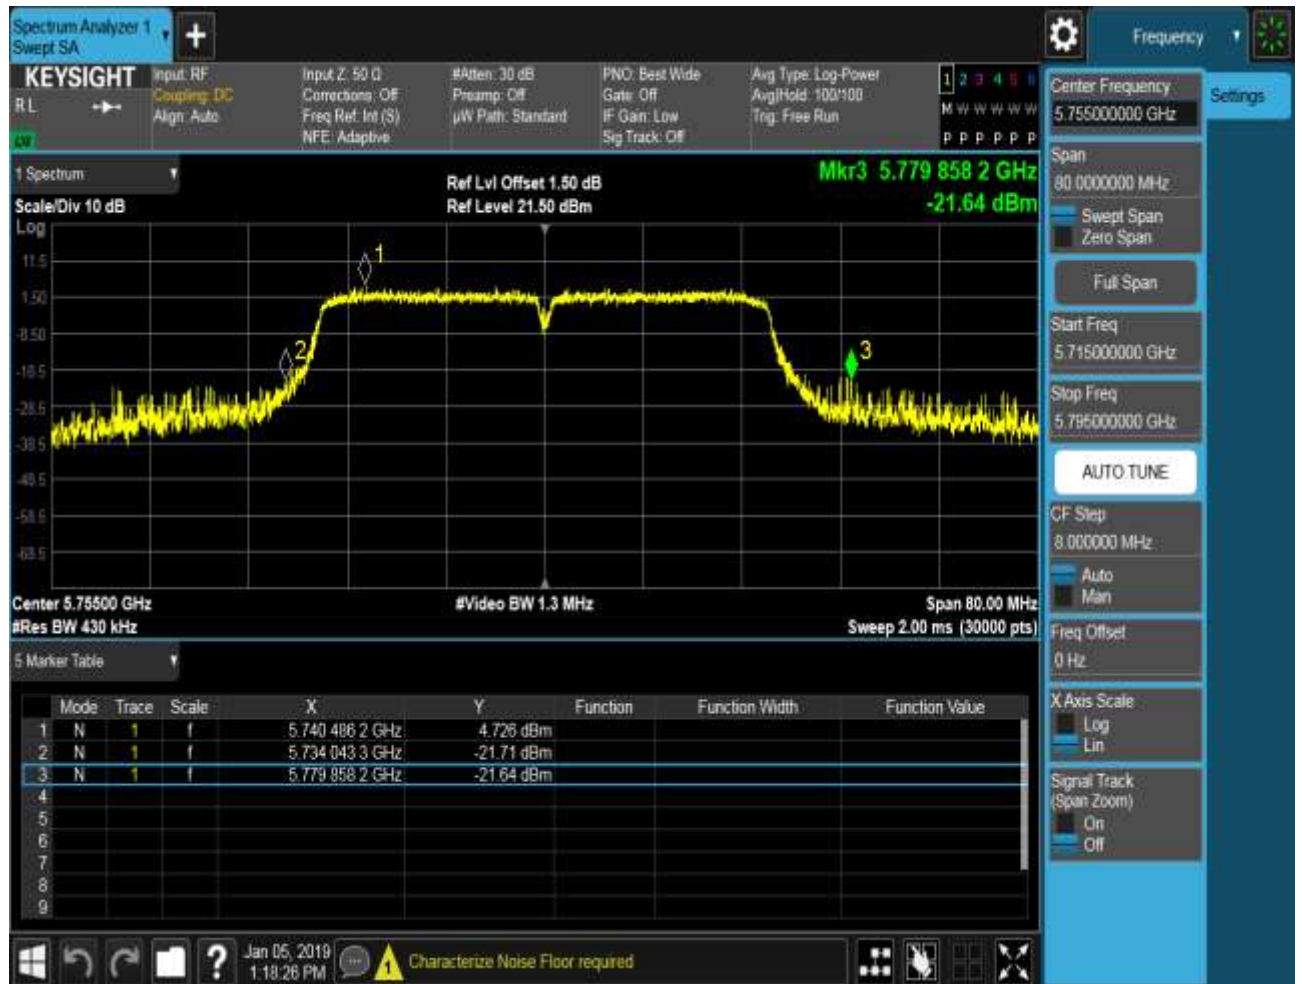 Spectrum Analyzer 1
Swept SA
Frequency
KEYSIGHT
R L
Input: RF
Coupling: DC
Align: Auto
Input Z: 50 Ω
Corrections: Off
Freq Ref: Int (S)
NFE: Adaptive
#Atten: 30 dB
Preamp: Off
µW Path: Standard
PNO: Best Wide
Gate: Off
IF Gain: Low
Sig Track: Off
Avg Type: Log-Power
Avg|Hold: 100/100
Trig: Free Run
1 2 3 4 5 6
M W W W W W
P P P P P P
1 Spectrum
Scale/Div 10 dB
Ref Lvl Offset 1.50 dB
Ref Level 21.50 dBm
Mkr3 5.779 858 2 GHz
-21.64 dBm
Log
11.5
1.50
-8.50
-18.5
-28.5
-38.5
-48.5
-58.5
-68.5
1
2
3
Center 5.75500 GHz
#Video BW 1.3 MHz
Span 80.00 MHz
#Res BW 430 kHz
Sweep 2.00 ms (30000 pts)
5 Marker Table
Mode Trace Scale X Y Function Function Width Function Value
1 N 1 f 5.740 486 2 GHz 4.726 dBm
2 N 1 f 5.734 043 3 GHz -21.71 dBm
3 N 1 f 5.779 858 2 GHz -21.64 dBm
4
5
6
7
8
9
Jan 05, 2019
1:18:26 PM
Characterize Noise Floor required
Center Frequency
5.755000000 GHz
Settings
Span
80.0000000 MHz
Swept Span
Zero Span
Full Span
Start Freq
5.715000000 GHz
Stop Freq
5.795000000 GHz
AUTO TUNE
CF Step
8.000000 MHz
Auto
Man
Freq Offset
0 Hz
X Axis Scale
Log
Lin
Signal Track
(Span Zoom)
On
Off